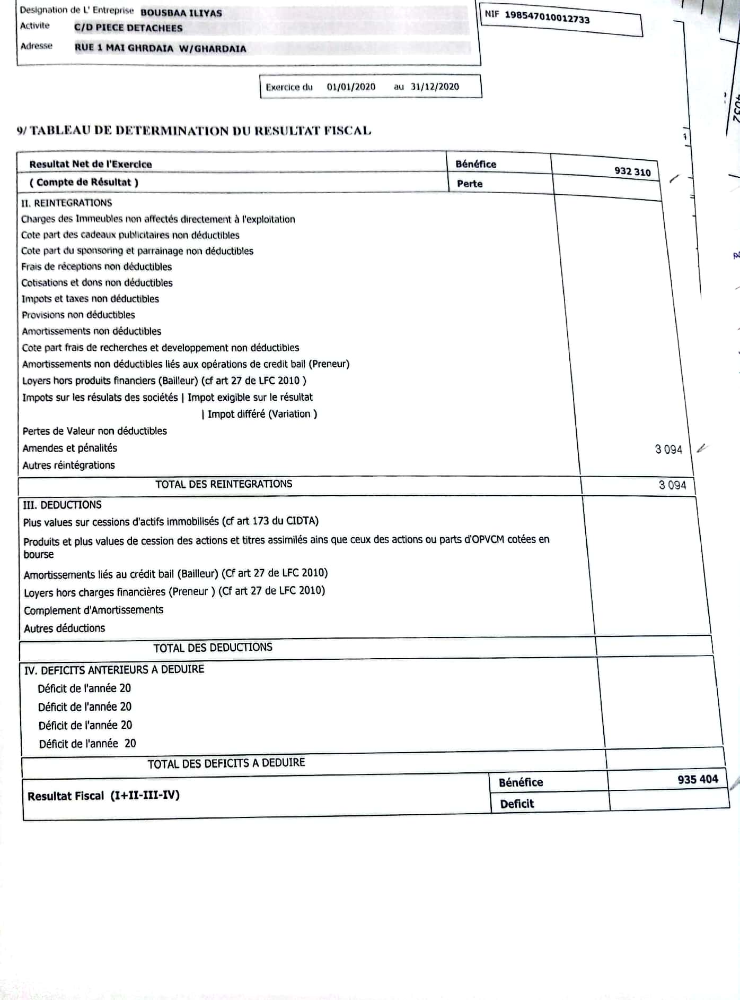 Designation de L' Entreprise BOUSBAA ILIYAS
NIF 198547010012733
Activite C/D PIECE DETACHEES
Adresse RUE 1 MAI GHRDAIA W/GHARDAIA
Exercice du 01/01/2020 au 31/12/2020
9/ TABLEAU DE DETERMINATION DU RESULTAT FISCAL
Resultat Net de l'Exercice Bénéfice 932 310
( Compte de Résultat ) Perte
II. REINTEGRATIONS
Charges des Immeubles non affectés directement à l'exploitation
Cote part des cadeaux publicitaires non déductibles
Cote part du sponsoring et parrainage non déductibles
Frais de réceptions non déductibles
Cotisations et dons non déductibles
Impots et taxes non déductibles
Provisions non déductibles
Amortissements non déductibles
Cote part frais de recherches et developpement non déductibles
Amortissements non déductibles liés aux opérations de credit bail (Preneur)
Loyers hors produits financiers (Bailleur) (cf art 27 de LFC 2010 )
Impots sur les résulats des sociétés | Impot exigible sur le résultat
| Impot différé (Variation )
Pertes de Valeur non déductibles
Amendes et pénalités 3 094
Autres réintégrations
TOTAL DES REINTEGRATIONS 3 094
III. DEDUCTIONS
Plus values sur cessions d'actifs immobilisés (cf art 173 du CIDTA)
Produits et plus values de cession des actions et titres assimilés ains que ceux des actions ou parts d'OPVCM cotées en
bourse
Amortissements liés au crédit bail (Bailleur) (Cf art 27 de LFC 2010)
Loyers hors charges financières (Preneur ) (Cf art 27 de LFC 2010)
Complement d'Amortissements
Autres déductions
TOTAL DES DEDUCTIONS
IV. DEFICITS ANTERIEURS A DEDUIRE
Déficit de l'année 20
Déficit de l'année 20
Déficit de l'année 20
Déficit de l'année 20
TOTAL DES DEFICITS A DEDUIRE
Resultat Fiscal (I+II-III-IV) Bénéfice 935 404
Deficit